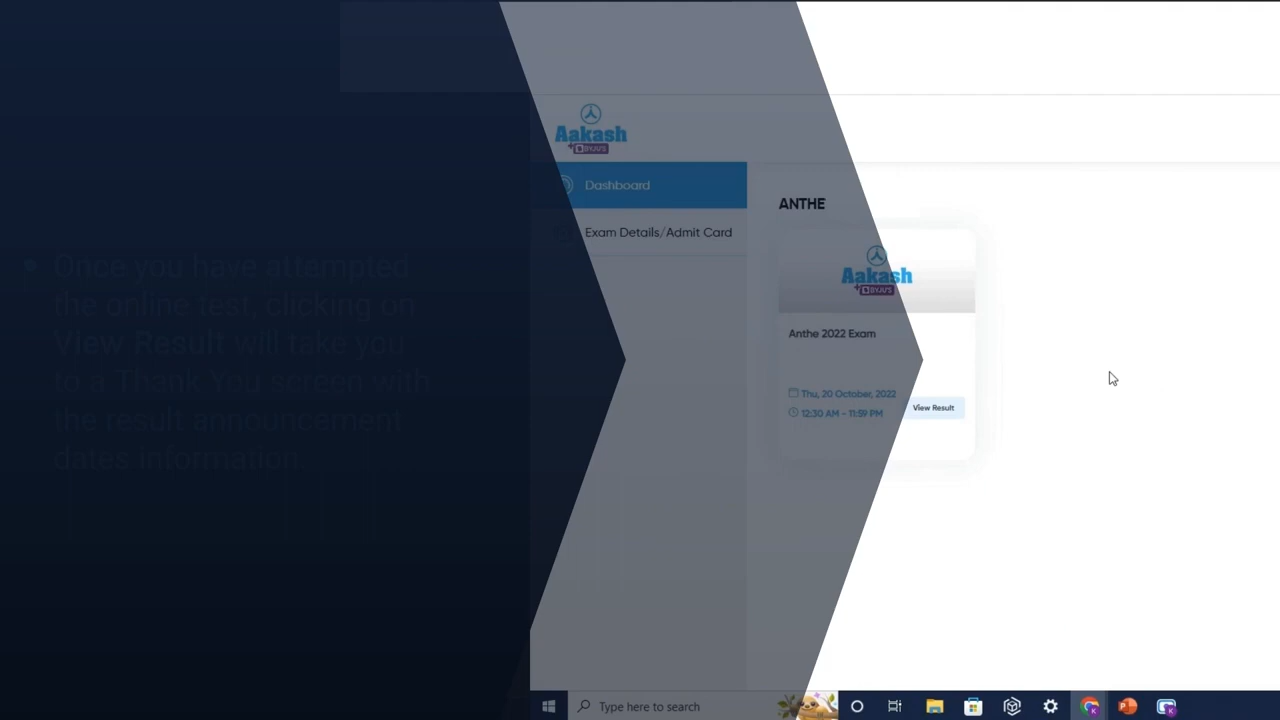 Aakash
BYJU'S
Dashboard
Exam Details/Admit Card
ANTHE
Aakash
BYJU'S
Anthe 2022 Exam
Thu, 20 October, 2022
12:30 AM - 11:59 PM
View Result
• Once you have attempted
the online test, clicking on
View Result will take you
to a Thank You screen with
the result announcement
dates information.
Type here to search